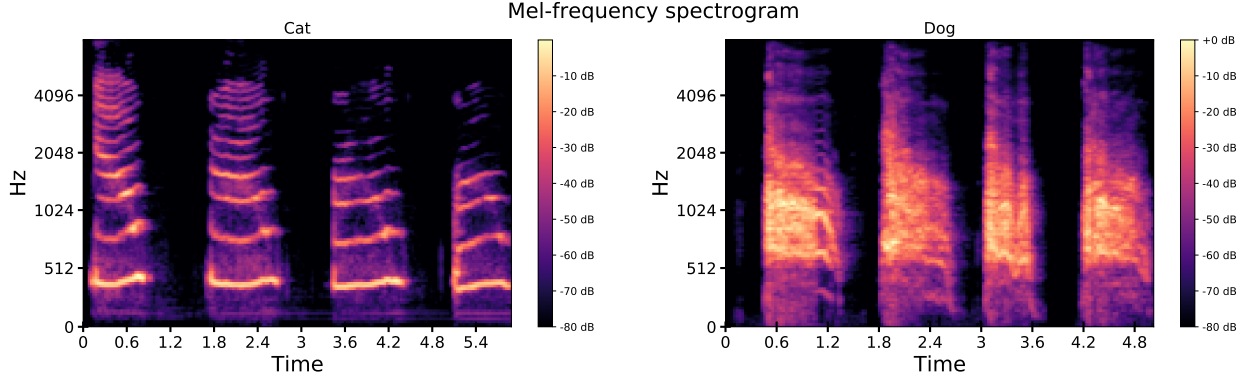 Mel-frequency spectrogram
Cat
Dog
Hz
4096
2048
1024
512
0
0 0.6 1.2 1.8 2.4 3 3.6 4.2 4.8 5.4
Time
-10 dB
-20 dB
-30 dB
-40 dB
-50 dB
-60 dB
-70 dB
-80 dB
Hz
4096
2048
1024
512
0
0 0.6 1.2 1.8 2.4 3 3.6 4.2 4.8
Time
+0 dB
-10 dB
-20 dB
-30 dB
-40 dB
-50 dB
-60 dB
-70 dB
-80 dB